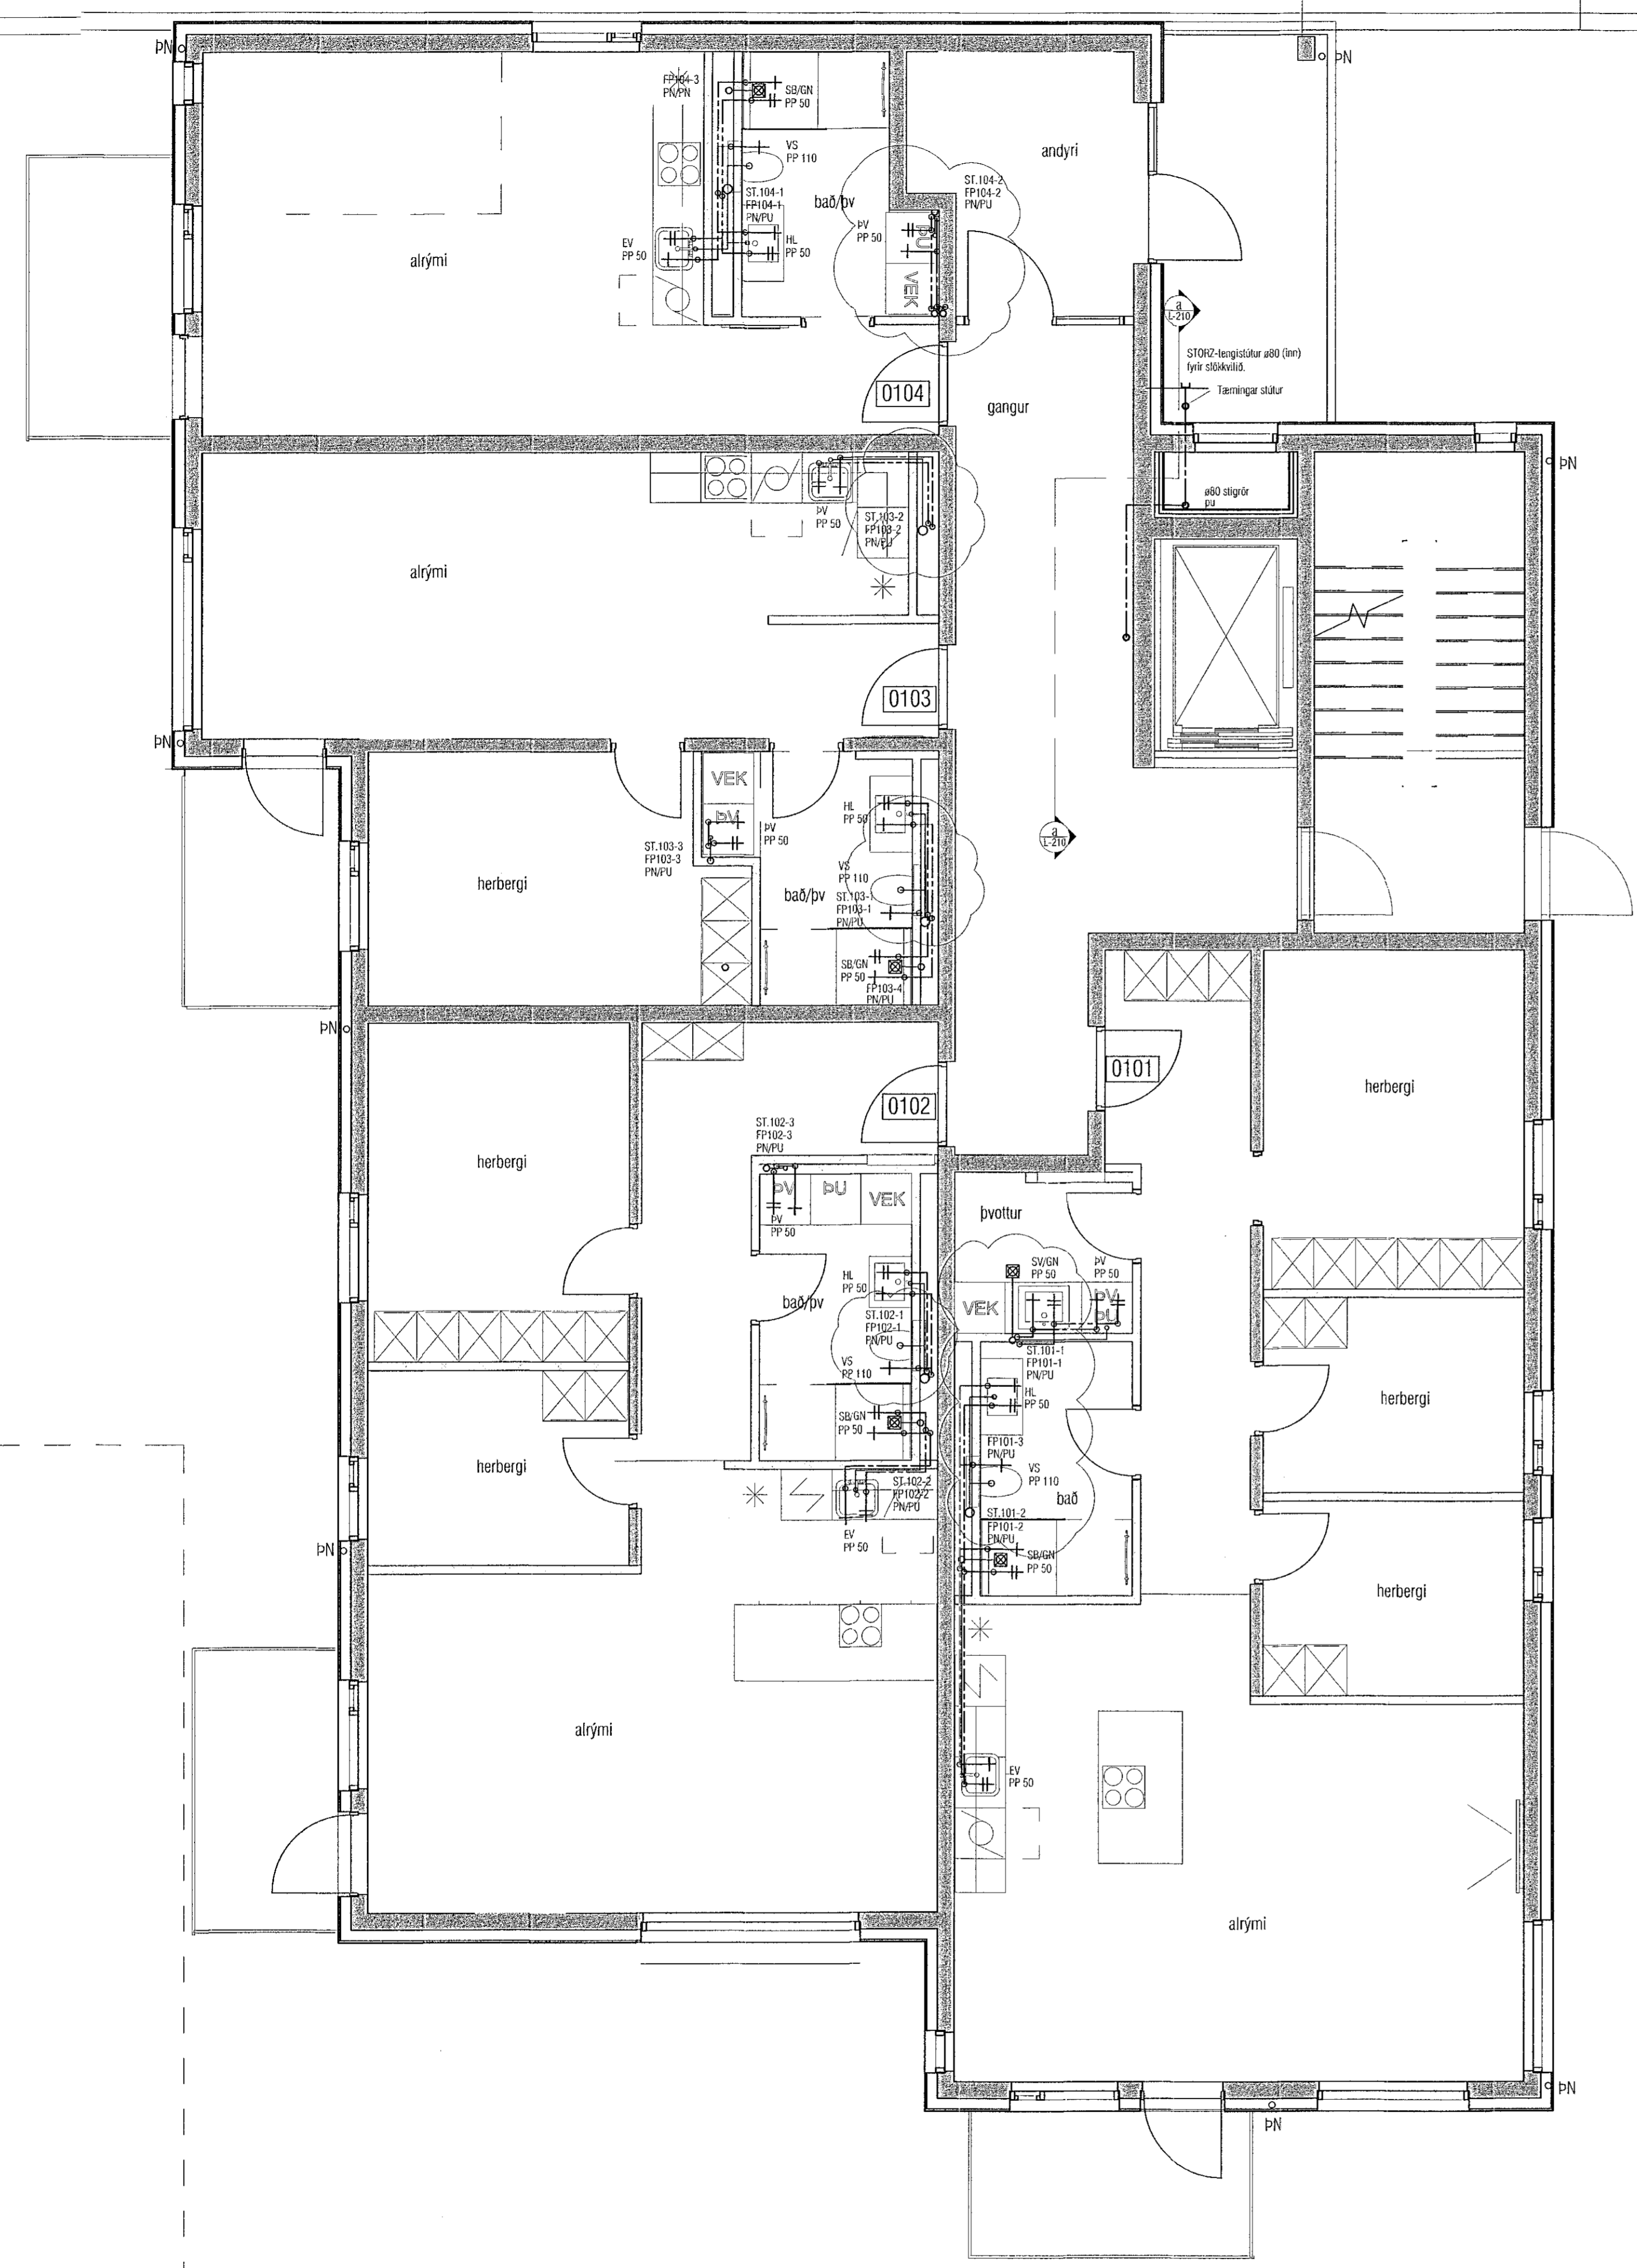 ÞN
ÞN
FP104-3
PN/PN
SB/GN
PP 50
VS
PP 110
andyri
ST.104-1
FP104-1
PN/PU
bað/þv
ST.104-2
FP104-2
PN/PU
ÞV
PP 50
ÞU
VEK
EV
PP 50
HL
PP 50
alrými
a
L-210
STORZ-tengistútur ø80 (inn)
fyrir slökkvilið.
Tæmingar stútur
0104
gangur
ÞN
ø80 stigrör
pu
ÞV
PP 50
ST.103-2
FP103-2
PN/PU
alrými
0103
ÞN
VEK
ÞV
ÞV
PP 50
HL
PP 50
a
L-210
ST.103-3
FP103-3
PN/PU
herbergi
bað/þv
VS
PP 110
ST.103-1
FP103-1
PN/PU
SB/GN
PP 50
FP103-4
PN/PU
ÞN
0101
herbergi
0102
ST.102-3
FP102-3
PN/PU
herbergi
ÞV
ÞU
VEK
ÞV
PP 50
þvottur
SV/GN
PP 50
ÞV
PP 50
HL
PP 50
bað/þv
VEK
ÞV
ÞU
ST.102-1
FP102-1
PN/PU
VS
PP 110
ST.101-1
FP101-1
PN/PU
HL
PP 50
herbergi
SB/GN
PP 50
FP101-3
PN/PU
VS
PP 110
bað
herbergi
ST.102-2
FP102-2
PN/PU
EV
PP 50
ST.101-2
FP101-2
PN/PU
SB/GN
PP 50
ÞN
herbergi
alrými
EV
PP 50
alrými
ÞN
ÞN